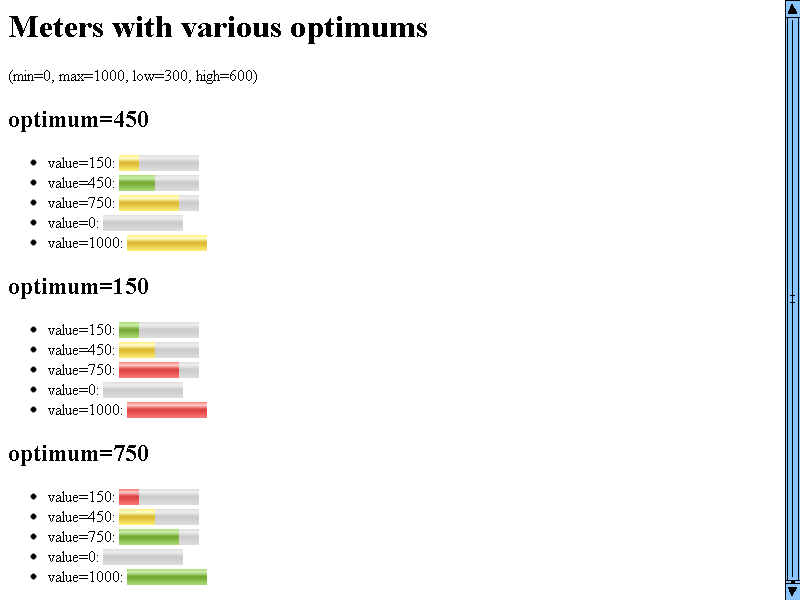 Meters with various optimums
(min=0, max=1000, low=300, high=600)
optimum=450
value=150:
value=450:
value=750:
value=0:
value=1000:
optimum=150
value=150:
value=450:
value=750:
value=0:
value=1000:
optimum=750
value=150:
value=450:
value=750:
value=0:
value=1000: